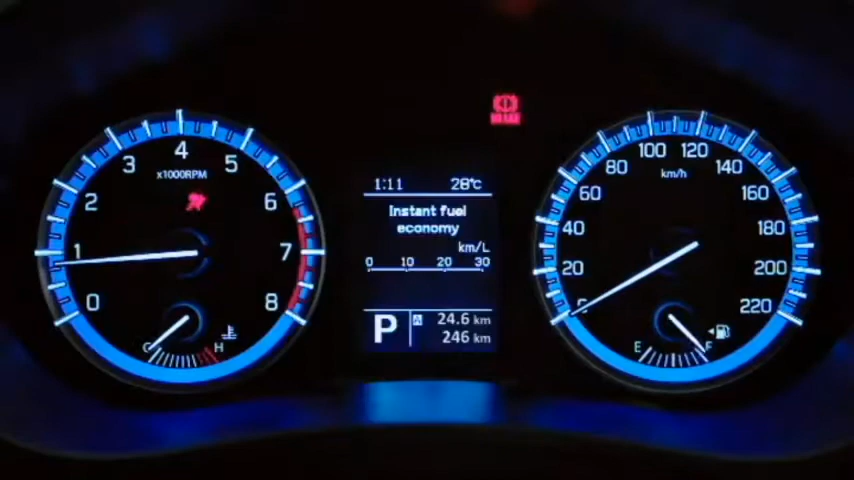 4
3
5
x1000RPM
2
6
1
7
0
8
C
H
1:11 28°C
Instant fuel
economy
km/L
0 10 20 30
P A 24.6 km
246 km
BRAKE
100 120
80 140
km/h
60 160
40 180
20 200
0 220
E F